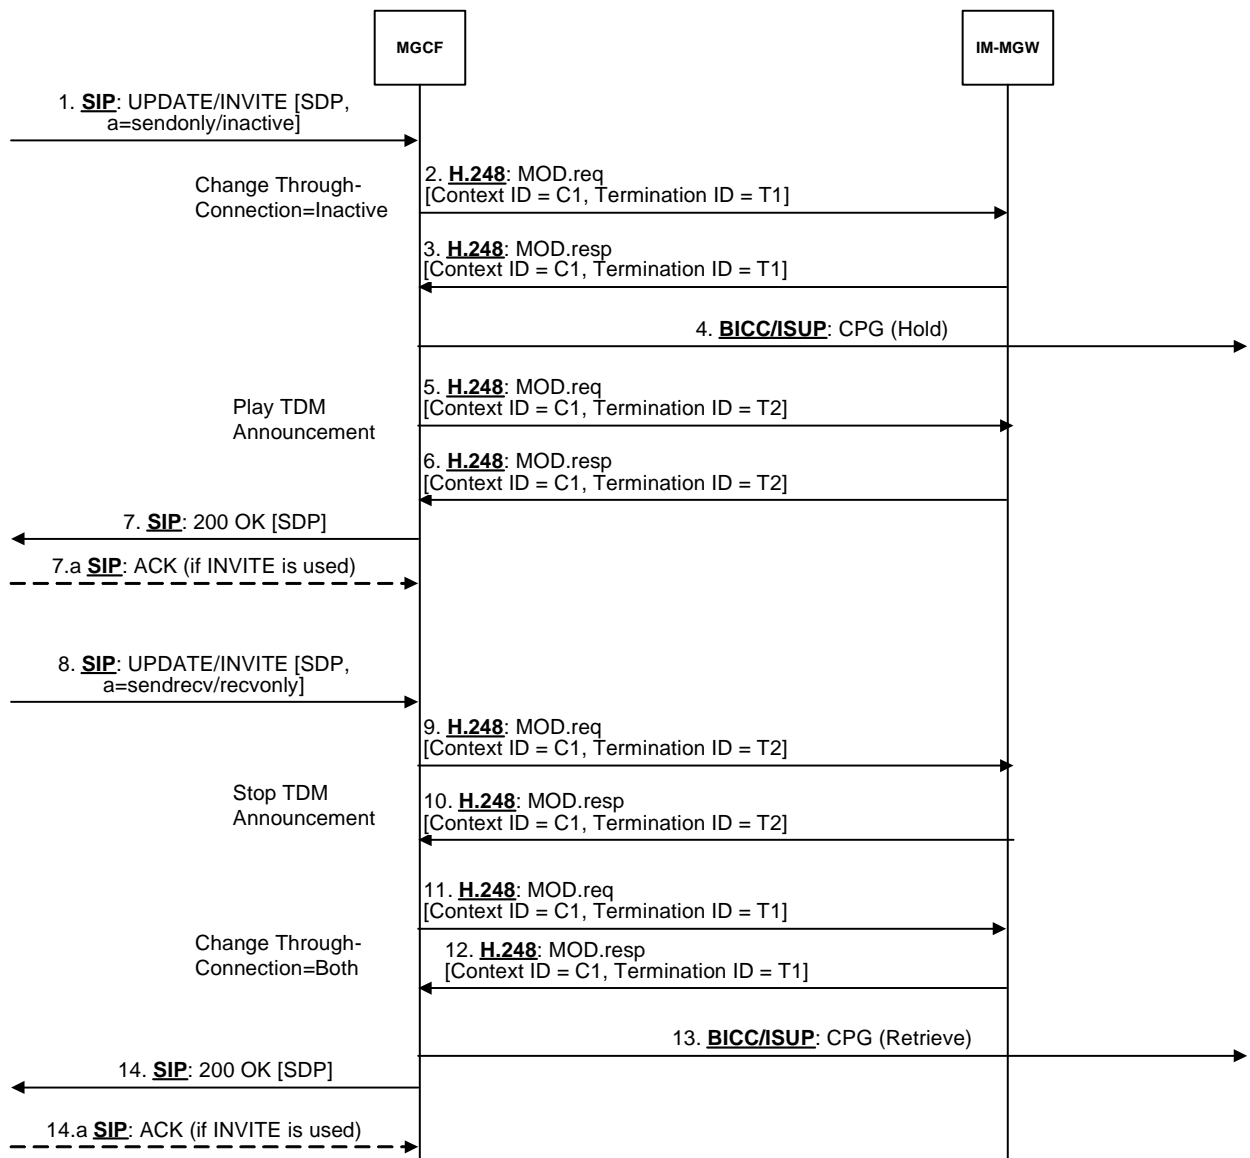 MGCF
IM-MGW
1. SIP: UPDATE/INVITE [SDP,
a=sendonly/inactive]
Change Through-
Connection=Inactive
2. H.248: MOD.req
[Context ID = C1, Termination ID = T1]
3. H.248: MOD.resp
[Context ID = C1, Termination ID = T1]
4. BICC/ISUP: CPG (Hold)
Play TDM
Announcement
5. H.248: MOD.req
[Context ID = C1, Termination ID = T2]
6. H.248: MOD.resp
[Context ID = C1, Termination ID = T2]
7. SIP: 200 OK [SDP]
7.a SIP: ACK (if INVITE is used)
8. SIP: UPDATE/INVITE [SDP,
a=sendrecv/recvonly]
9. H.248: MOD.req
[Context ID = C1, Termination ID = T2]
Stop TDM
Announcement
10. H.248: MOD.resp
[Context ID = C1, Termination ID = T2]
11. H.248: MOD.req
[Context ID = C1, Termination ID = T1]
Change Through-
Connection=Both
12. H.248: MOD.resp
[Context ID = C1, Termination ID = T1]
13. BICC/ISUP: CPG (Retrieve)
14. SIP: 200 OK [SDP]
14.a SIP: ACK (if INVITE is used)